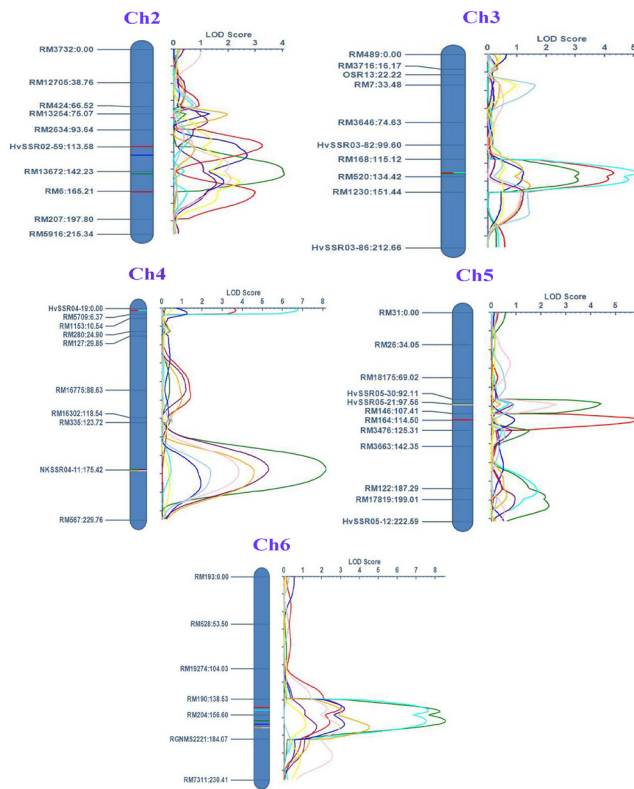 Ch2
LOD Score
0 1 2 3 4
RM3732:0.00
RM12705:38.76
RM424:66.52
RM13254:75.07
RM2634:93.64
HvSSR02-59:113.58
RM13672:142.23
RM6:165.21
RM207:197.80
RM5916:215.34
Ch3
LOD Score
0 1 2 3 4 5
RM489:0.00
RM3716:16.17
OSR13:22.22
RM7:33.48
RM3646:74.63
HvSSR03-82:99.60
RM168:115.12
RM520:134.42
RM1230:151.44
HvSSR03-86:212.66
Ch4
LOD Score
0 1 2 3 4 5 6 7 8
HvSSR04-19:0.00
RM5709:6.37
RM1153:10.54
RM280:24.90
RM127:29.85
RM16775:88.63
RM16302:118.54
RM335:123.72
NKSSR04-11:175.42
RM567:229.76
Ch5
LOD Score
0 1 2 3 4 5
RM31:0.00
RM26:34.05
RM18175:69.02
HvSSR05-30:92.11
HvSSR05-21:97.56
RM146:107.41
RM164:114.50
RM3476:125.31
RM3663:142.35
RM122:187.29
RM17819:199.01
HvSSR05-12:222.59
Ch6
LOD Score
0 1 2 3 4 5 6 7 8
RM193:0.00
RM528:53.50
RM19274:104.03
RM190:138.53
RM204:156.60
RGNMS2221:184.07
RM7311:230.41